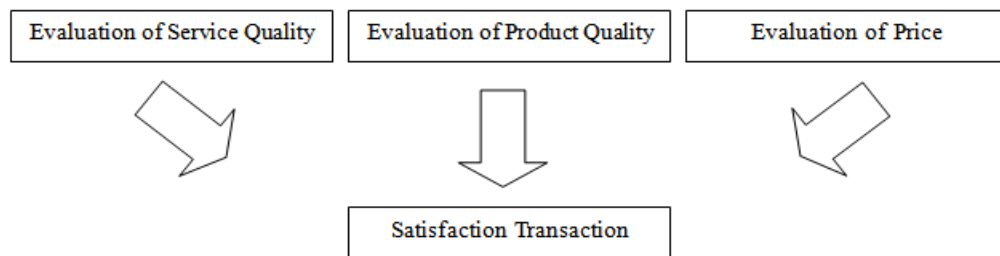 Evaluation of Service Quality
Evaluation of Product Quality
Evaluation of Price
Satisfaction Transaction